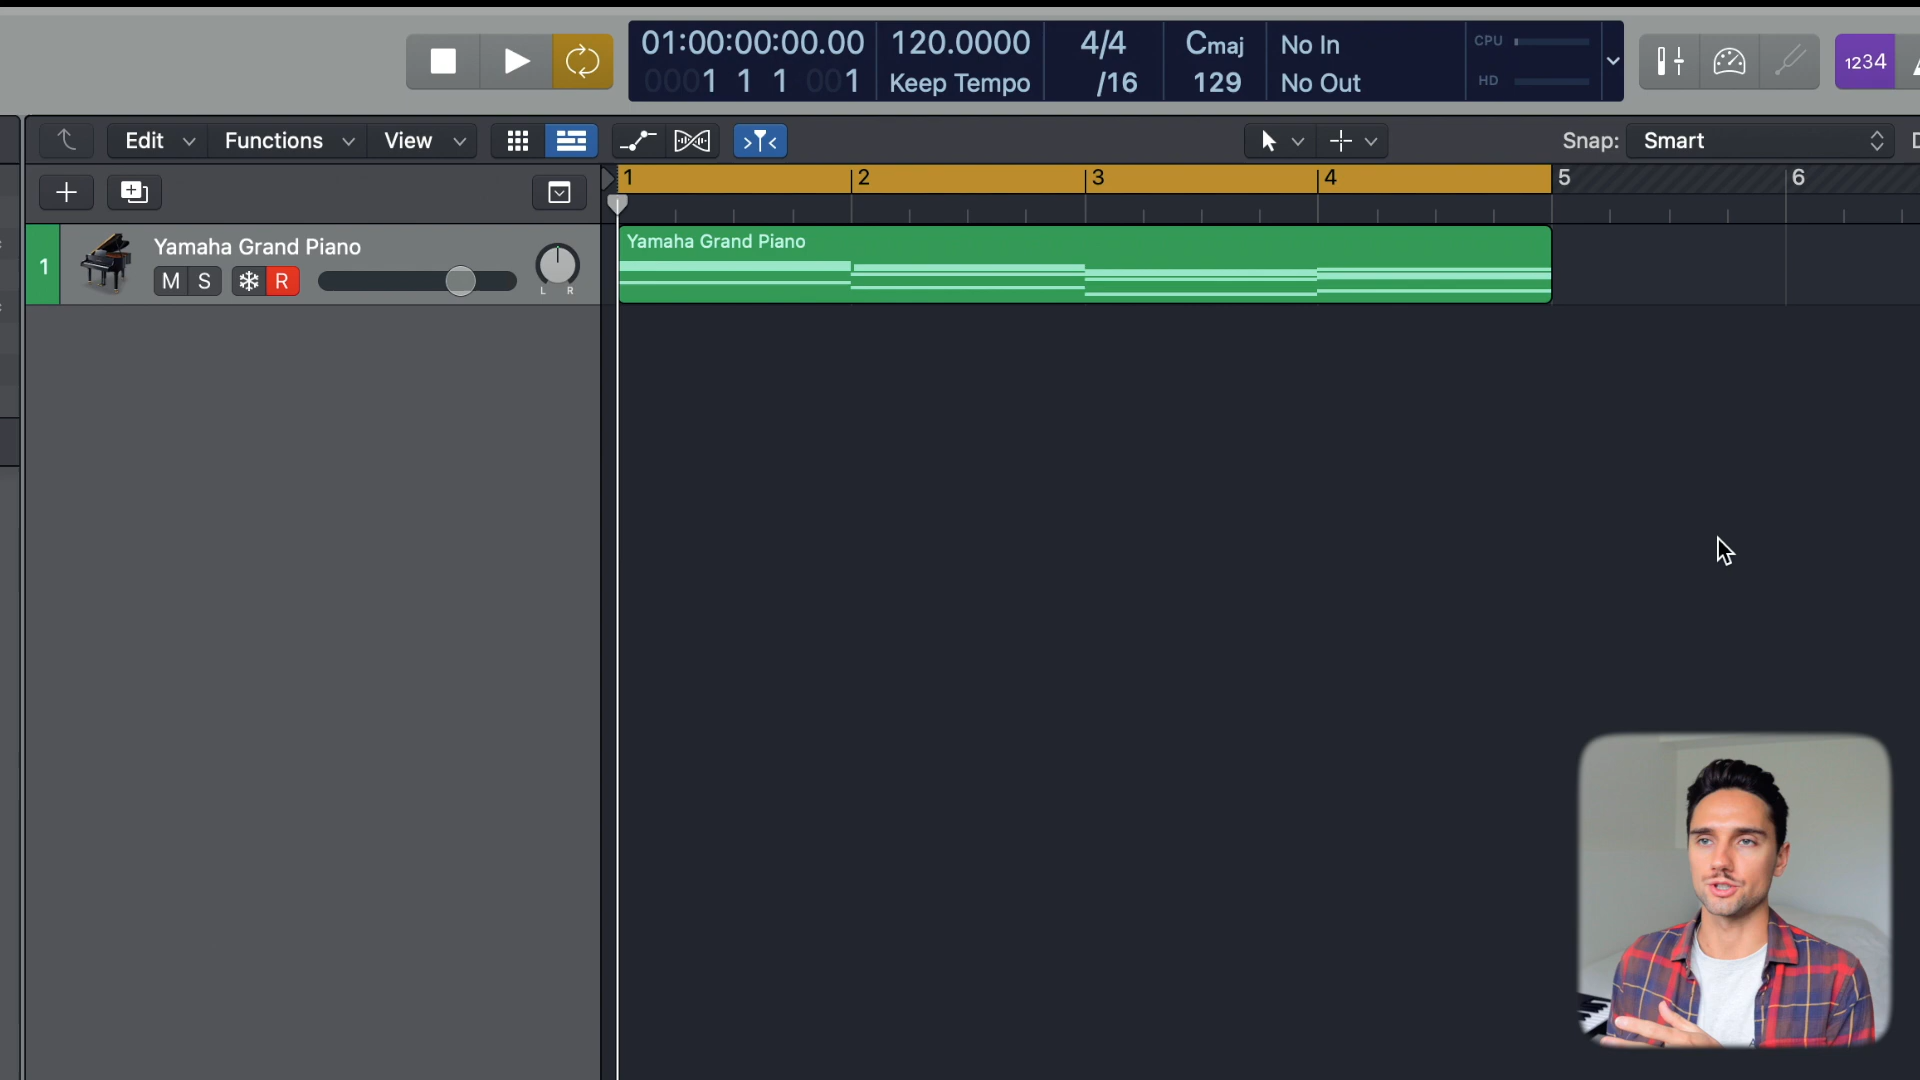 01:00:00:00.00
120.0000
4/4
Cmaj
No In
CPU
0001 1 1 001
Keep Tempo
/16
129
No Out
HD
1234
Edit
Functions
View
Snap:
Smart
1
2
3
4
5
6
1
Yamaha Grand Piano
M
S
R
L
R
Yamaha Grand Piano